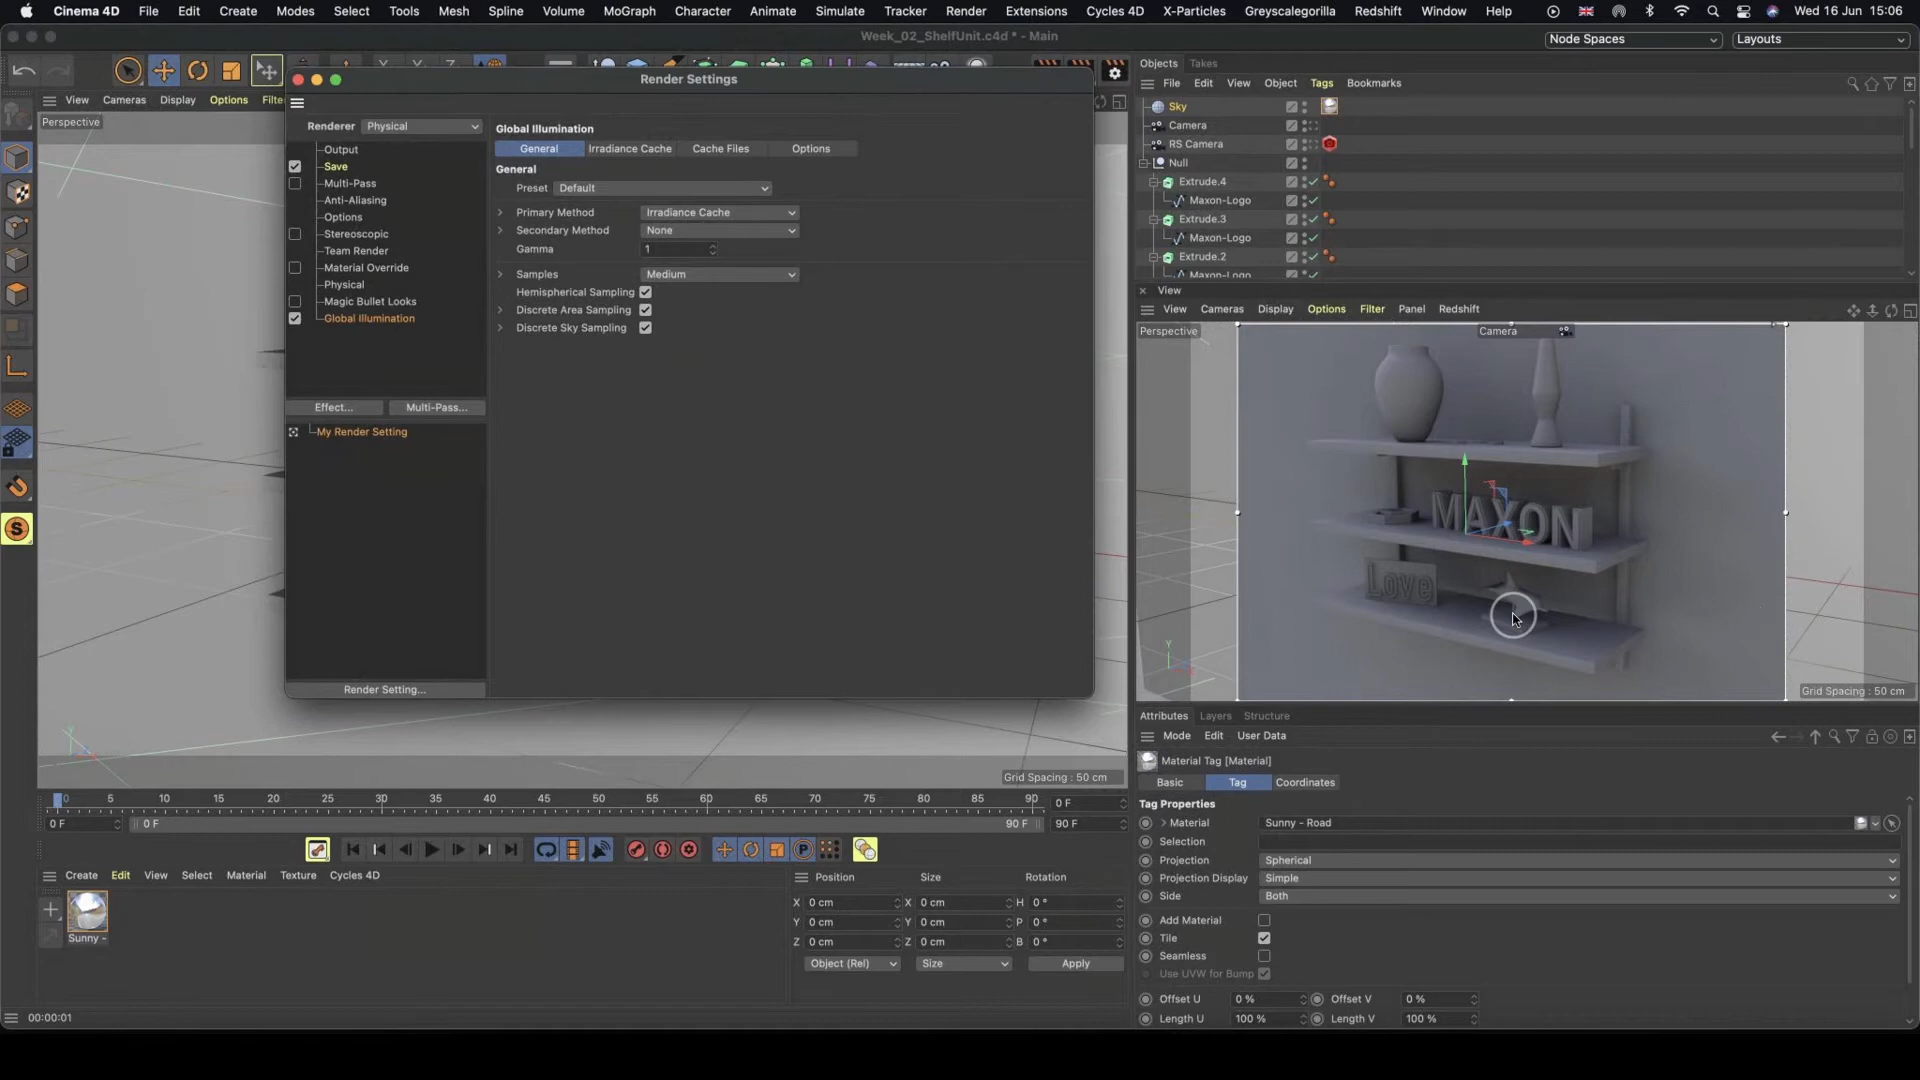 Cinema 4D File Edit Create Modes Select Tools Mesh Spline Volume MoGraph Character Animate Simulate Tracker Render Extensions Cycles 4D X-Particles Greyscalegorilla Redshift Window Help Wed 16 Jun 15:06
Week_02_ShelfUnit.c4d * - Main
Node Spaces Layouts
View Cameras Display Options Filte
Perspective
Render Settings
Renderer Physical
Output
Save
Multi-Pass
Anti-Aliasing
Options
Stereoscopic
Team Render
Material Override
Physical
Magic Bullet Looks
Global Illumination
Effect... Multi-Pass...
My Render Setting
Render Setting...
Global Illumination
General Irradiance Cache Cache Files Options
General
Preset Default
Primary Method Irradiance Cache
Secondary Method None
Gamma 1
Samples Medium
Hemispherical Sampling
Discrete Area Sampling
Discrete Sky Sampling
Grid Spacing : 50 cm
Objects Takes
File Edit View Object Tags Bookmarks
Sky
Camera
RS Camera
Null
Extrude.4
Maxon-Logo
Extrude.3
Maxon-Logo
Extrude.2
Maxon-Logo
View
View Cameras Display Options Filter Panel Redshift
Perspective Camera
MAXON
Love
Y
Grid Spacing : 50 cm
Attributes Layers Structure
Mode Edit User Data
Material Tag [Material]
Basic Tag Coordinates
Tag Properties
Material Sunny - Road
Selection
Projection Spherical
Projection Display Simple
Side Both
Add Material
Tile
Seamless
Use UVW for Bump
Offset U 0 % Offset V 0 %
Length U 100 % Length V 100 %
0 5 10 15 20 25 30 35 40 45 50 55 60 65 70 75 80 85 90 0 F
0 F 0 F 90 F 90 F
Create Edit View Select Material Texture Cycles 4D
Sunny -
Position Size Rotation
X 0 cm X 0 cm H 0 °
Y 0 cm Y 0 cm P 0 °
Z 0 cm Z 0 cm B 0 °
Object (Rel) Size Apply
00:00:01